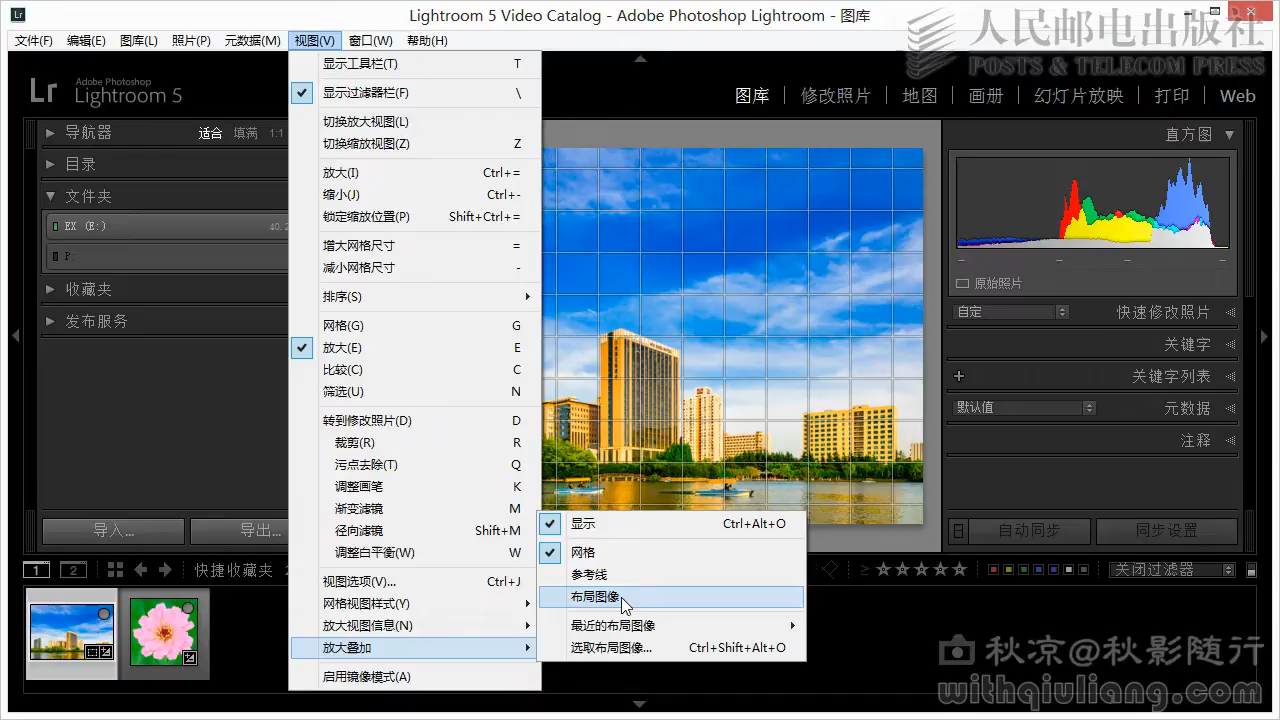 Lr Lightroom 5 Video Catalog - Adobe Photoshop Lightroom - 图库
人民邮电出版社
POSTS & TELECOM PRESS
文件(F) 编辑(E) 图库(L) 照片(P) 元数据(M) 视图(V) 窗口(W) 帮助(H)
Lr Adobe Photoshop
Lightroom 5
图库 修改照片 地图 画册 幻灯片放映 打印 Web
导航器 适合 填满 1:1
目录
文件夹
EX (E:) 40.2
F:
收藏夹
发布服务
导入... 导出...
显示工具栏(T) T
显示过滤器栏(F) \
切换放大视图(L)
切换缩放视图(Z) Z
放大(I) Ctrl+=
缩小(J) Ctrl+-
锁定缩放位置(P) Shift+Ctrl+=
增大网格尺寸 =
减小网格尺寸 -
排序(S)
网格(G) G
放大(E) E
比较(C) C
筛选(U) N
转到修改照片(D) D
裁剪(R) R
污点去除(T) Q
调整画笔 K
渐变滤镜 M
径向滤镜 Shift+M
调整白平衡(W) W
视图选项(V)... Ctrl+J
网格视图样式(Y)
放大视图信息(N)
放大叠加
启用镜像模式(A)
显示 Ctrl+Alt+O
网格
参考线
布局图像
最近的布局图像
选取布局图像... Ctrl+Shift+Alt+O
直方图
原始照片
自定 快速修改照片
关键字
关键字列表
默认值 元数据
注释
自动同步 同步设置
1 2 快捷收藏夹
≥ 关闭过滤器
秋凉@秋影随行
withqiuliang.com